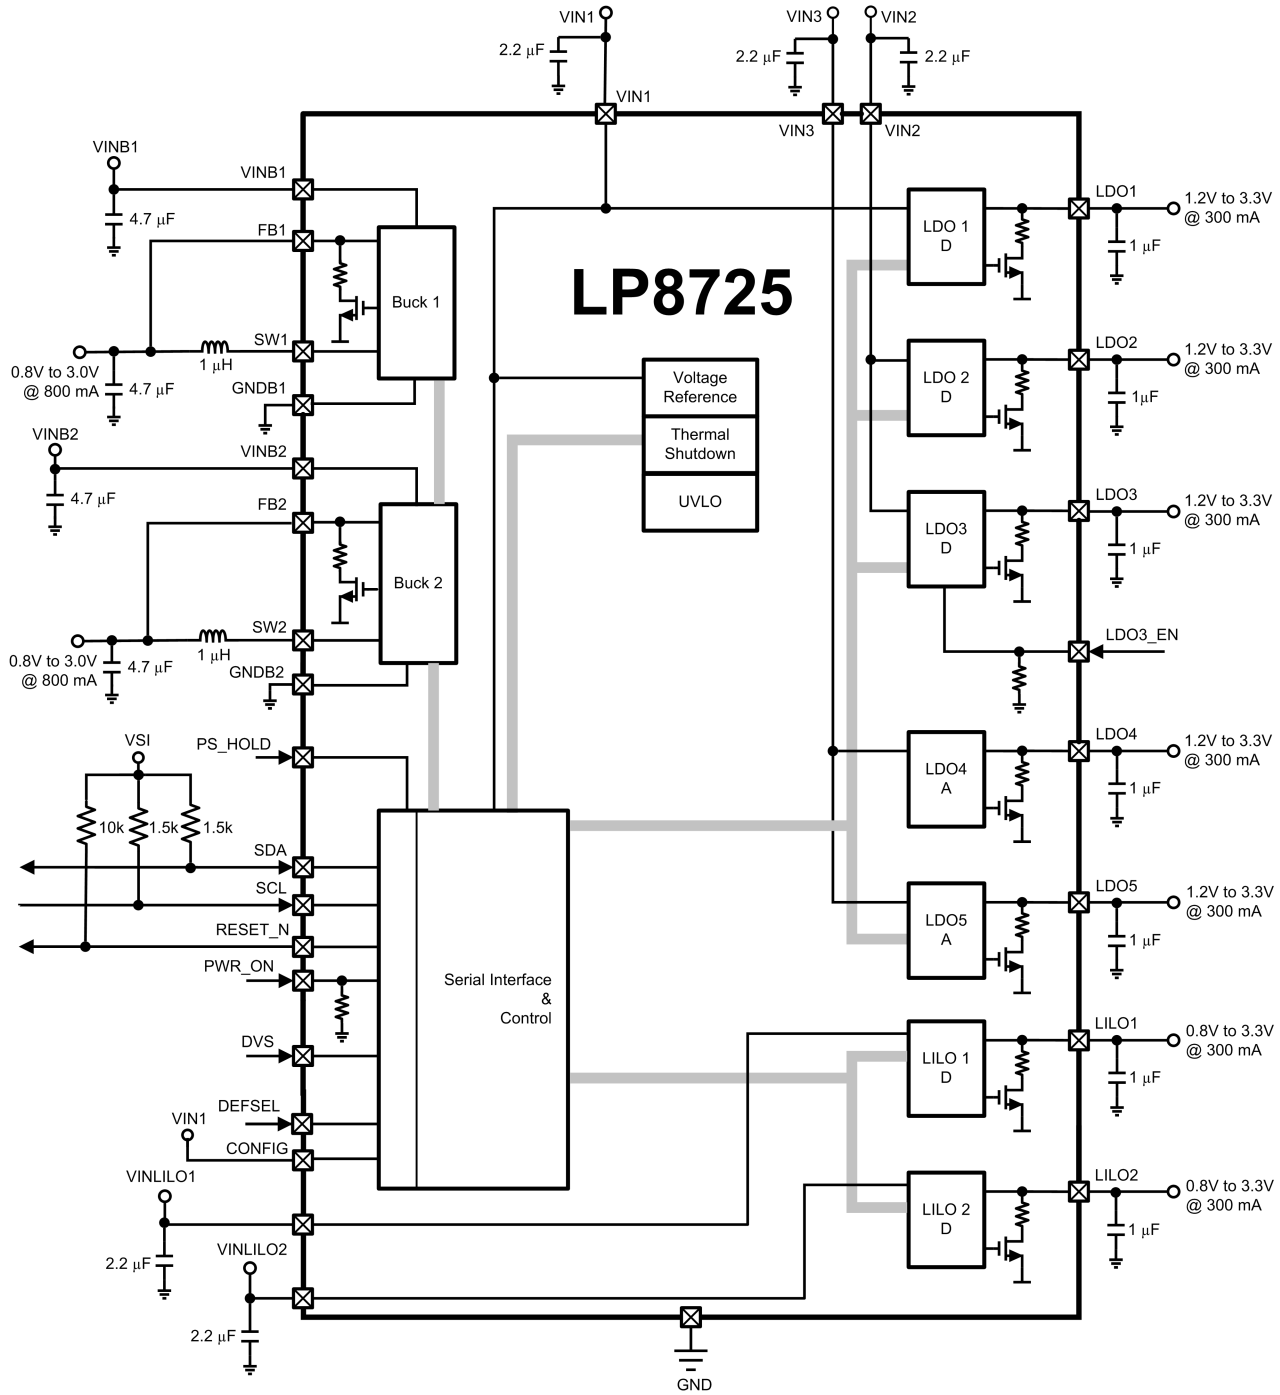 VIN1
VIN3
VIN2
2.2 μF
2.2 μF
2.2 μF
VIN1
VIN3
VIN2
VINB1
VINB1
4.7 μF
FB1
Buck 1
SW1
1 μH
0.8V to 3.0V
@ 800 mA
4.7 μF
GNDB1
VINB2
VINB2
4.7 μF
FB2
Buck 2
SW2
1 μH
0.8V to 3.0V
@ 800 mA
4.7 μF
GNDB2
LP8725
Voltage
Reference
Thermal
Shutdown
UVLO
LDO 1
D
LDO1
1.2V to 3.3V
@ 300 mA
1 μF
LDO 2
D
LDO2
1.2V to 3.3V
@ 300 mA
1μF
LDO3
D
LDO3
1.2V to 3.3V
@ 300 mA
1 μF
LDO3_EN
LDO4
A
LDO4
1.2V to 3.3V
@ 300 mA
1 μF
LDO5
A
LDO5
1.2V to 3.3V
@ 300 mA
1 μF
LILO 1
D
LILO1
0.8V to 3.3V
@ 300 mA
1 μF
LILO 2
D
LILO2
0.8V to 3.3V
@ 300 mA
1 μF
PS_HOLD
VSI
10k
1.5k
1.5k
SDA
SCL
RESET_N
PWR_ON
Serial Interface
&
Control
DVS
DEFSEL
VIN1
CONFIG
VINLILO1
2.2 μF
VINLILO2
2.2 μF
GND